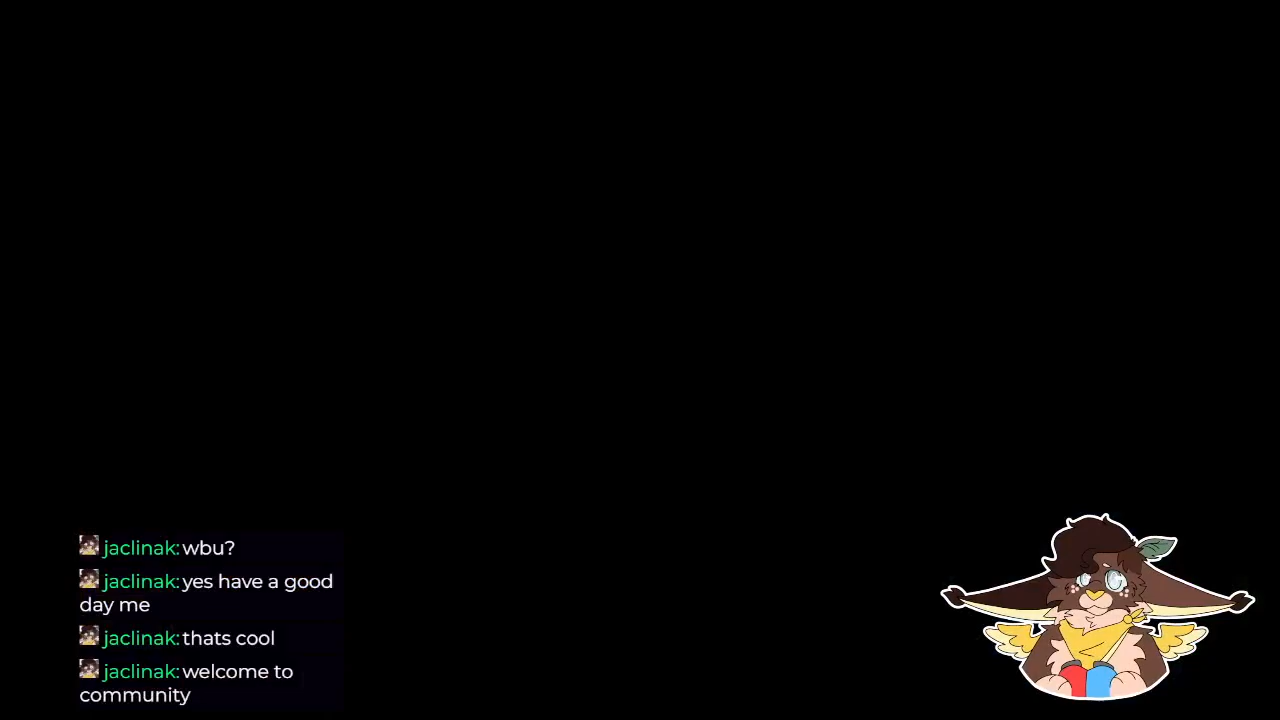 jaclinak: wbu?
jaclinak: yes have a good
day me
jaclinak: thats cool
jaclinak: welcome to
community